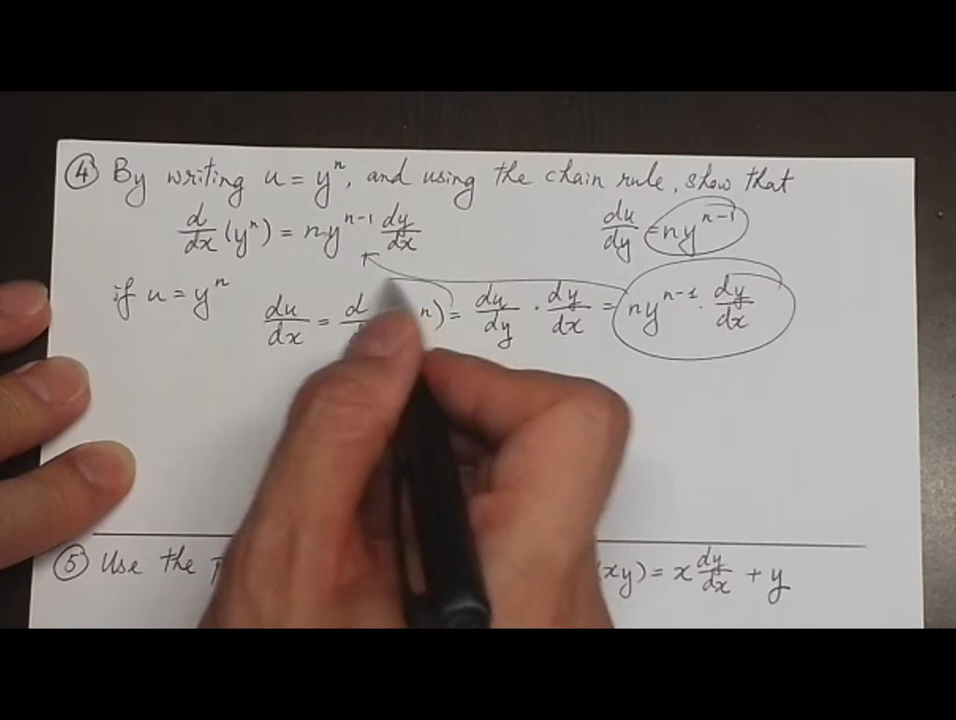 ④ By writing u = yⁿ, and using the chain rule, show that
d/dx (yⁿ) = nyⁿ⁻¹ dy/dx
du/dy = nyⁿ⁻¹
if u = yⁿ
du/dx = d n) = du/dy · dy/dx = nyⁿ⁻¹ · dy/dx
⑤ Use the xy) = x dy/dx + y